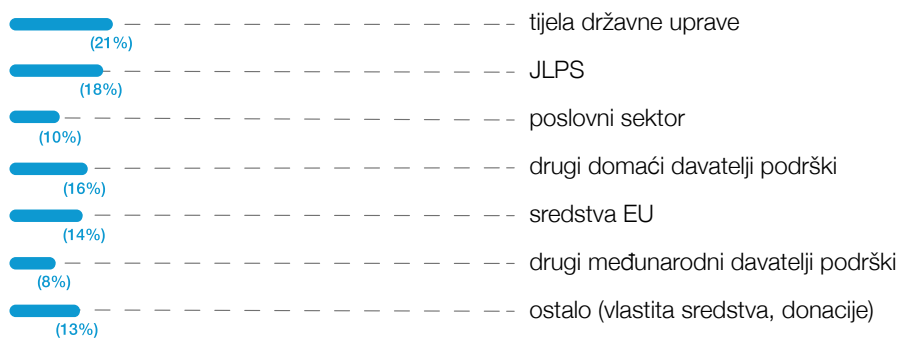 tijela državne uprave
(21%)
JLPS
(18%)
poslovni sektor
(10%)
drugi domaći davatelji podrški
(16%)
sredstva EU
(14%)
drugi međunarodni davatelji podrški
(8%)
ostalo (vlastita sredstva, donacije)
(13%)